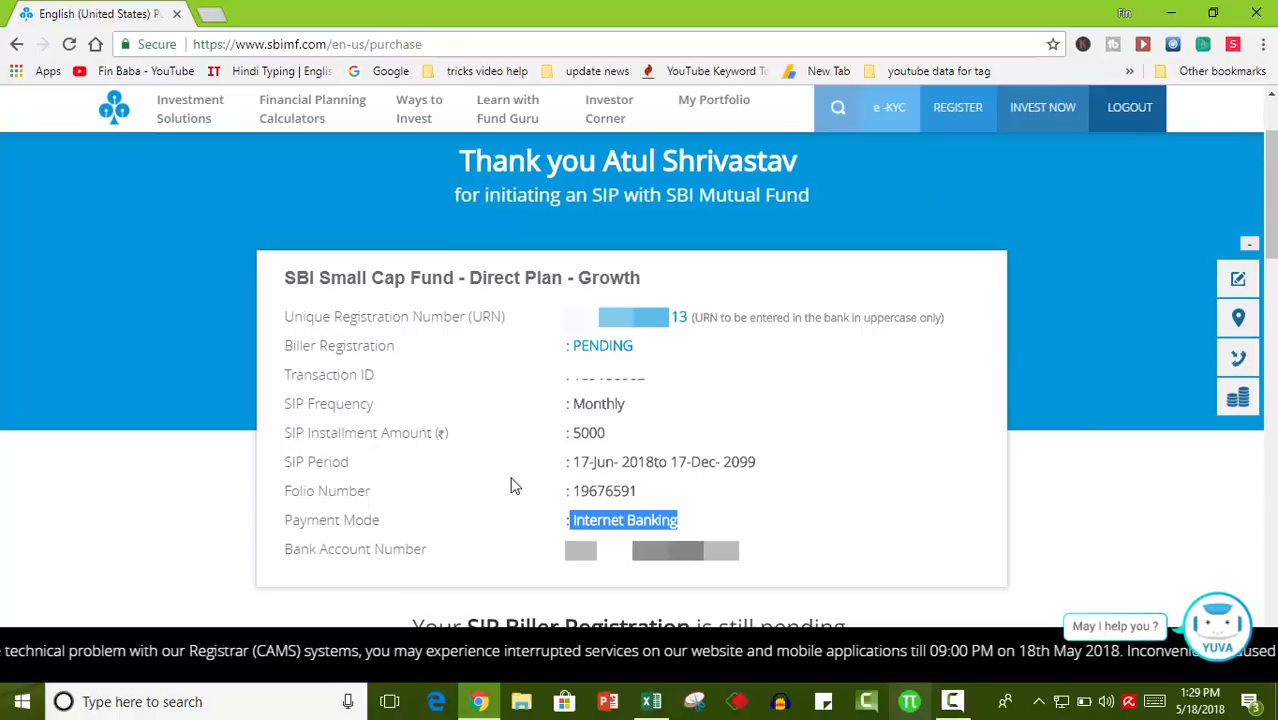 English (United States) P
Fin
Secure
https://www.sbimf.com/en-us/purchase
Apps
Fin Baba - YouTube
IT Hindi Typing | Englis
Google
tricks video help
update news
YouTube Keyword To
New Tab
youtube data for tag
»
Other bookmarks
Investment Solutions
Financial Planning Calculators
Ways to Invest
Learn with Fund Guru
Investor Corner
My Portfolio
e -KYC
REGISTER
INVEST NOW
LOGOUT
Thank you Atul Shrivastav
for initiating an SIP with SBI Mutual Fund
SBI Small Cap Fund - Direct Plan - Growth
Unique Registration Number (URN) 13 (URN to be entered in the bank in uppercase only)
Biller Registration : PENDING
Transaction ID :
SIP Frequency : Monthly
SIP Installment Amount (₹) : 5000
SIP Period : 17-Jun- 2018to 17-Dec- 2099
Folio Number : 19676591
Payment Mode : Internet Banking
Bank Account Number
Your SIP Biller Registration is still pending
May I help you ?
YUVA
technical problem with our Registrar (CAMS) systems, you may experience interrupted services on our website and mobile applications till 09:00 PM on 18th May 2018.
Type here to search
1:29 PM
5/18/2018
3